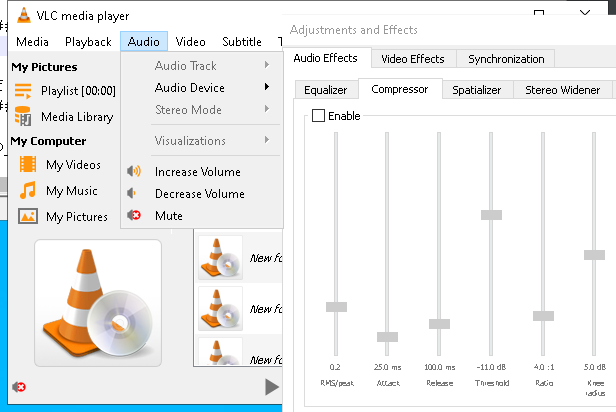 VLC media player
Media Playback Audio Video Subtitle
My Pictures
Playlist [00:00]
Media Library
My Computer
My Videos
My Music
My Pictures
Audio Track
Audio Device
Stereo Mode
Visualizations
Increase Volume
Decrease Volume
Mute
New fo
New fo
New fo
Adjustments and Effects
Audio Effects Video Effects Synchronization
Equalizer Compressor Spatializer Stereo Widener
Enable
0.2 25.0 ms 100.0 ms -11.0 dB 4.0 :1 5.0 dB
RMS/peak Attack Release Threshold Ratio Knee
radius